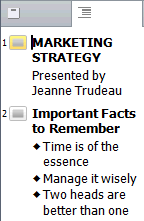 1 MARKETING
STRATEGY
Presented by
Jeanne Trudeau
2 Important Facts
to Remember
◆ Time is of the
essence
◆ Manage it wisely
◆ Two heads are
better than one